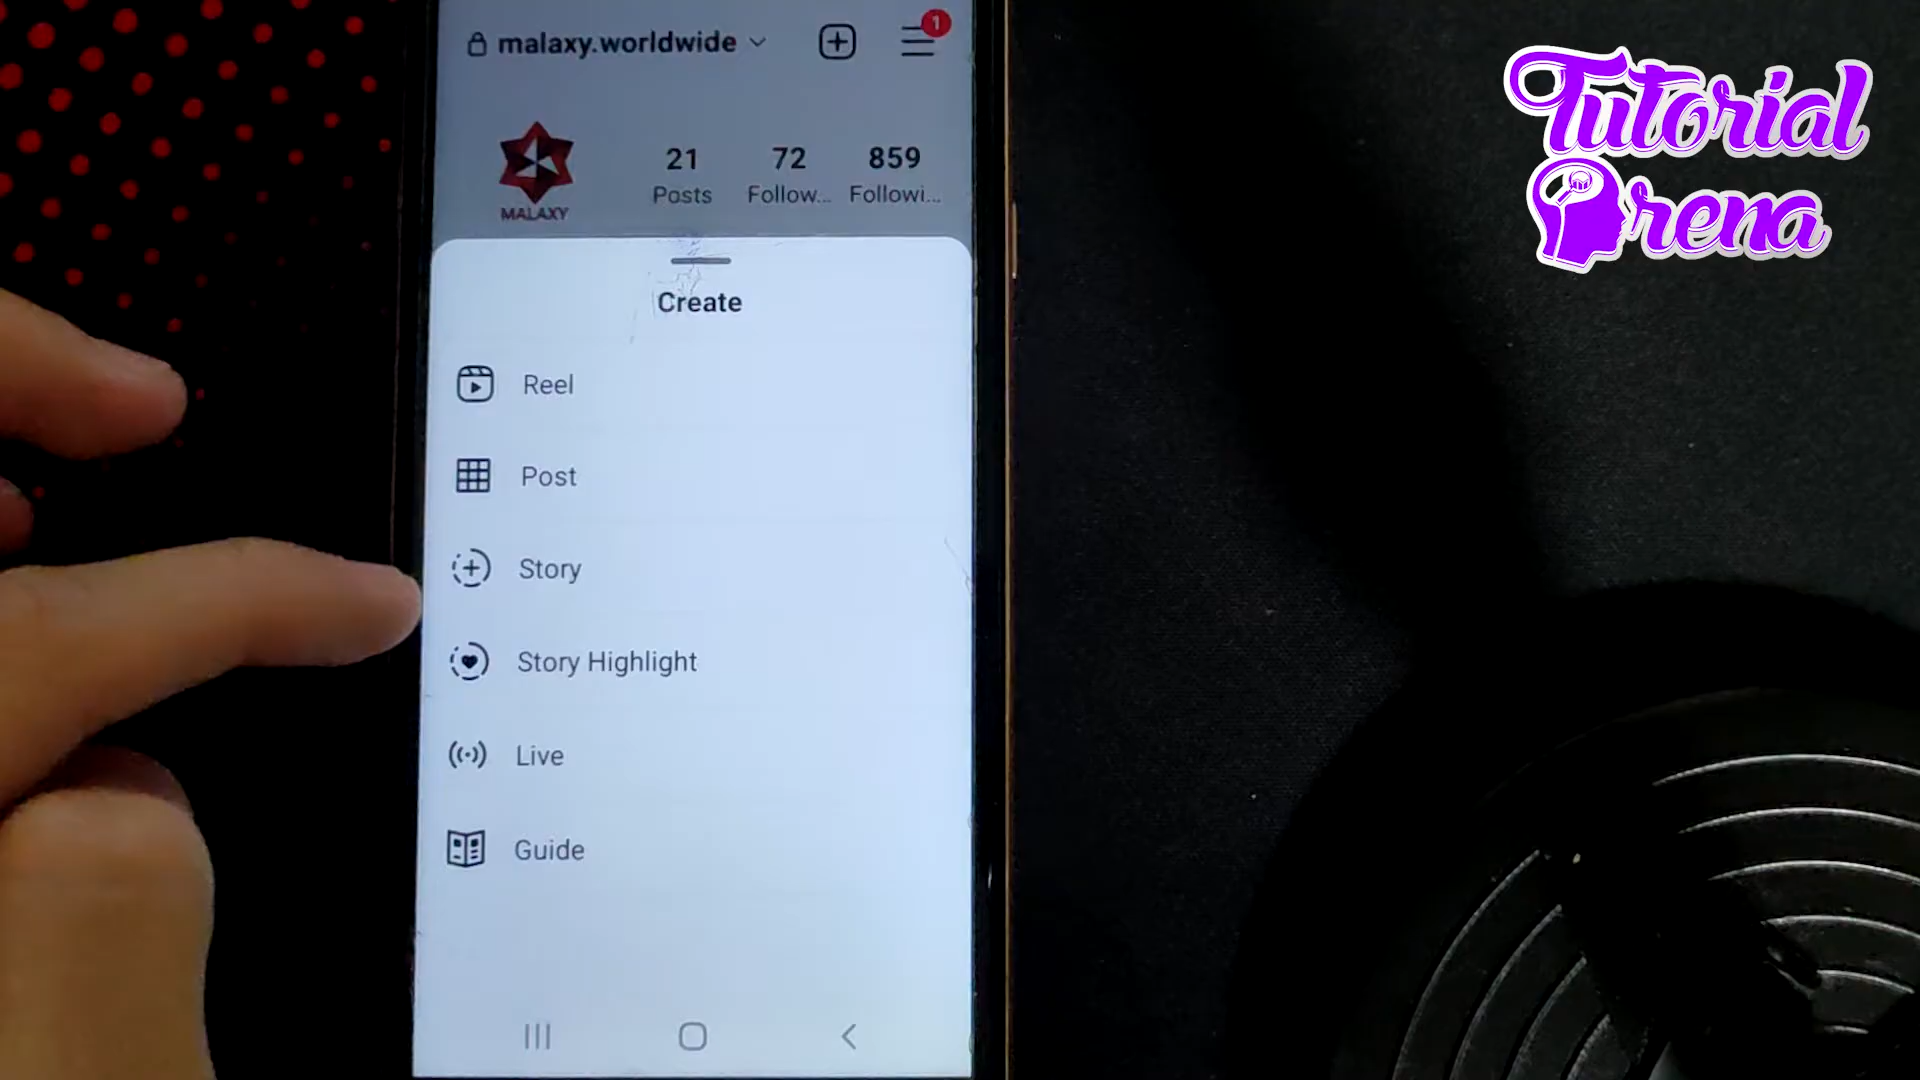 malaxy.worldwide
1
MALAXY
21 72 859
Posts Follow... Followi...
Create
Reel
Post
Story
Story Highlight
Live
Guide
Tutorial
Arena